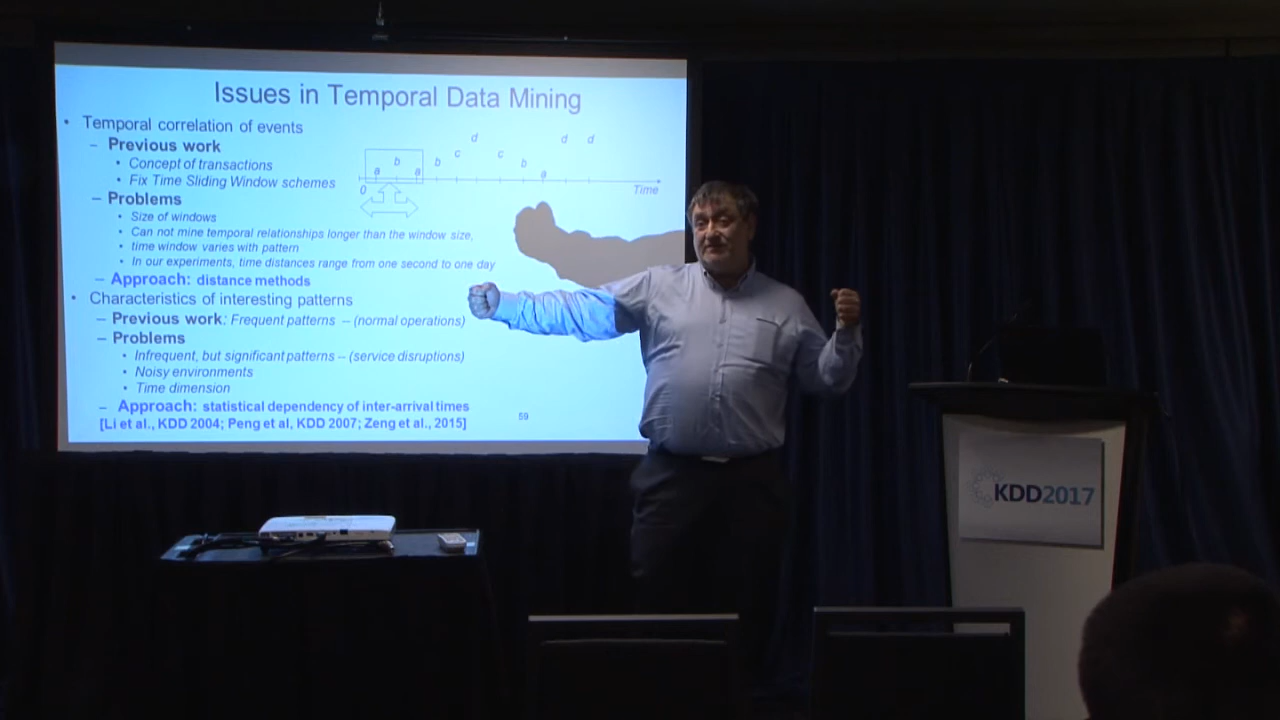 Issues in Temporal Data Mining
• Temporal correlation of events
– Previous work
• Concept of transactions
• Fix Time Sliding Window schemes
– Problems
• Size of windows
• Can not mine temporal relationships longer than the window size,
• time window varies with pattern
• In our experiments, time distances range from one second to one day
– Approach: distance methods
• Characteristics of interesting patterns
– Previous work: Frequent patterns – (normal operations)
– Problems
• Infrequent, but significant patterns – (service disruptions)
• Noisy environments
• Time dimension
– Approach: statistical dependency of inter-arrival times
[Li et al., KDD 2004; Peng et al, KDD 2007; Zeng et al., 2015]
59
d d d
b b c c b
a a a
0 Time
KDD2017